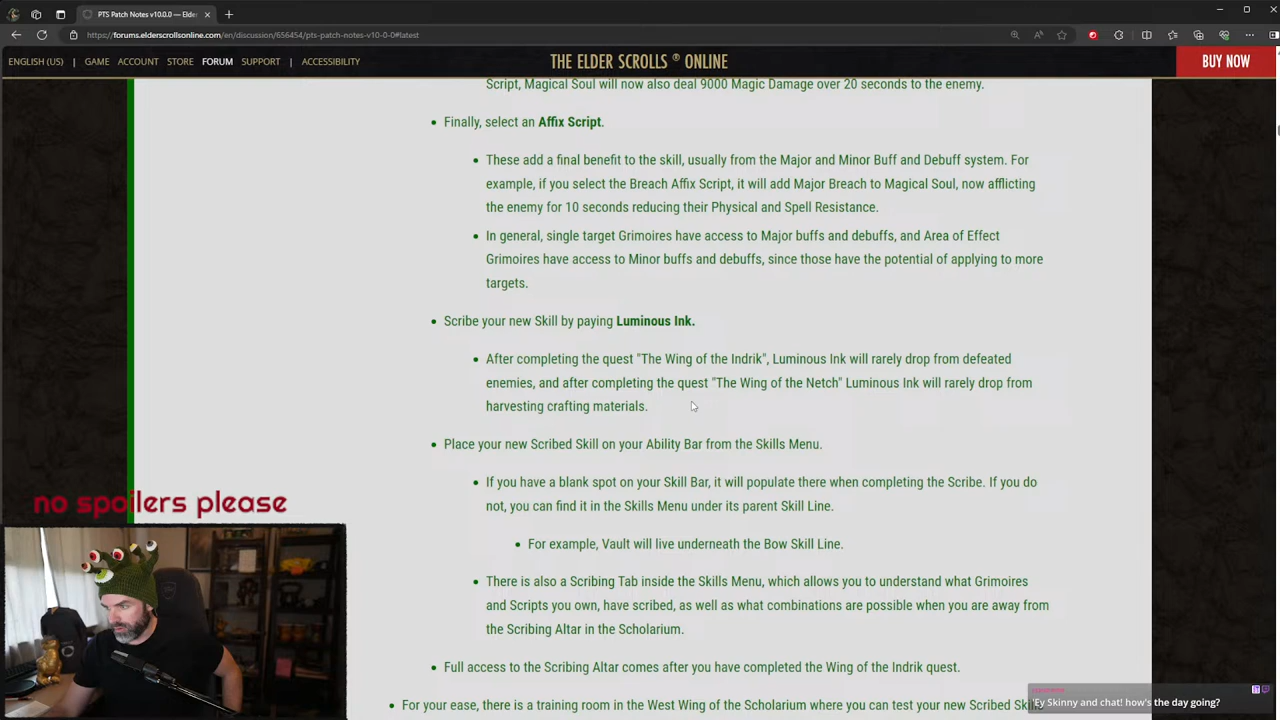 PTS Patch Notes v10.0.0 — Elder
https://forums.elderscrollsonline.com/en/discussion/656454/pts-patch-notes-v10-0-0#latest
ENGLISH (US) | GAME ACCOUNT STORE FORUM SUPPORT | ACCESSIBILITY
THE ELDER SCROLLS ® ONLINE
BUY NOW
Script, Magical Soul will now also deal 9000 Magic Damage over 20 seconds to the enemy.
Finally, select an Affix Script.
These add a final benefit to the skill, usually from the Major and Minor Buff and Debuff system. For
example, if you select the Breach Affix Script, it will add Major Breach to Magical Soul, now afflicting
the enemy for 10 seconds reducing their Physical and Spell Resistance.
In general, single target Grimoires have access to Major buffs and debuffs, and Area of Effect
Grimoires have access to Minor buffs and debuffs, since those have the potential of applying to more
targets.
Scribe your new Skill by paying Luminous Ink.
After completing the quest "The Wing of the Indrik", Luminous Ink will rarely drop from defeated
enemies, and after completing the quest "The Wing of the Netch" Luminous Ink will rarely drop from
harvesting crafting materials.
Place your new Scribed Skill on your Ability Bar from the Skills Menu.
If you have a blank spot on your Skill Bar, it will populate there when completing the Scribe. If you do
not, you can find it in the Skills Menu under its parent Skill Line.
For example, Vault will live underneath the Bow Skill Line.
There is also a Scribing Tab inside the Skills Menu, which allows you to understand what Grimoires
and Scripts you own, have scribed, as well as what combinations are possible when you are away from
the Scribing Altar in the Scholarium.
Full access to the Scribing Altar comes after you have completed the Wing of the Indrik quest.
For your ease, there is a training room in the West Wing of the Scholarium where you can test your new Scribed
no spoilers please
'Ey Skinny and chat! how's the day going?